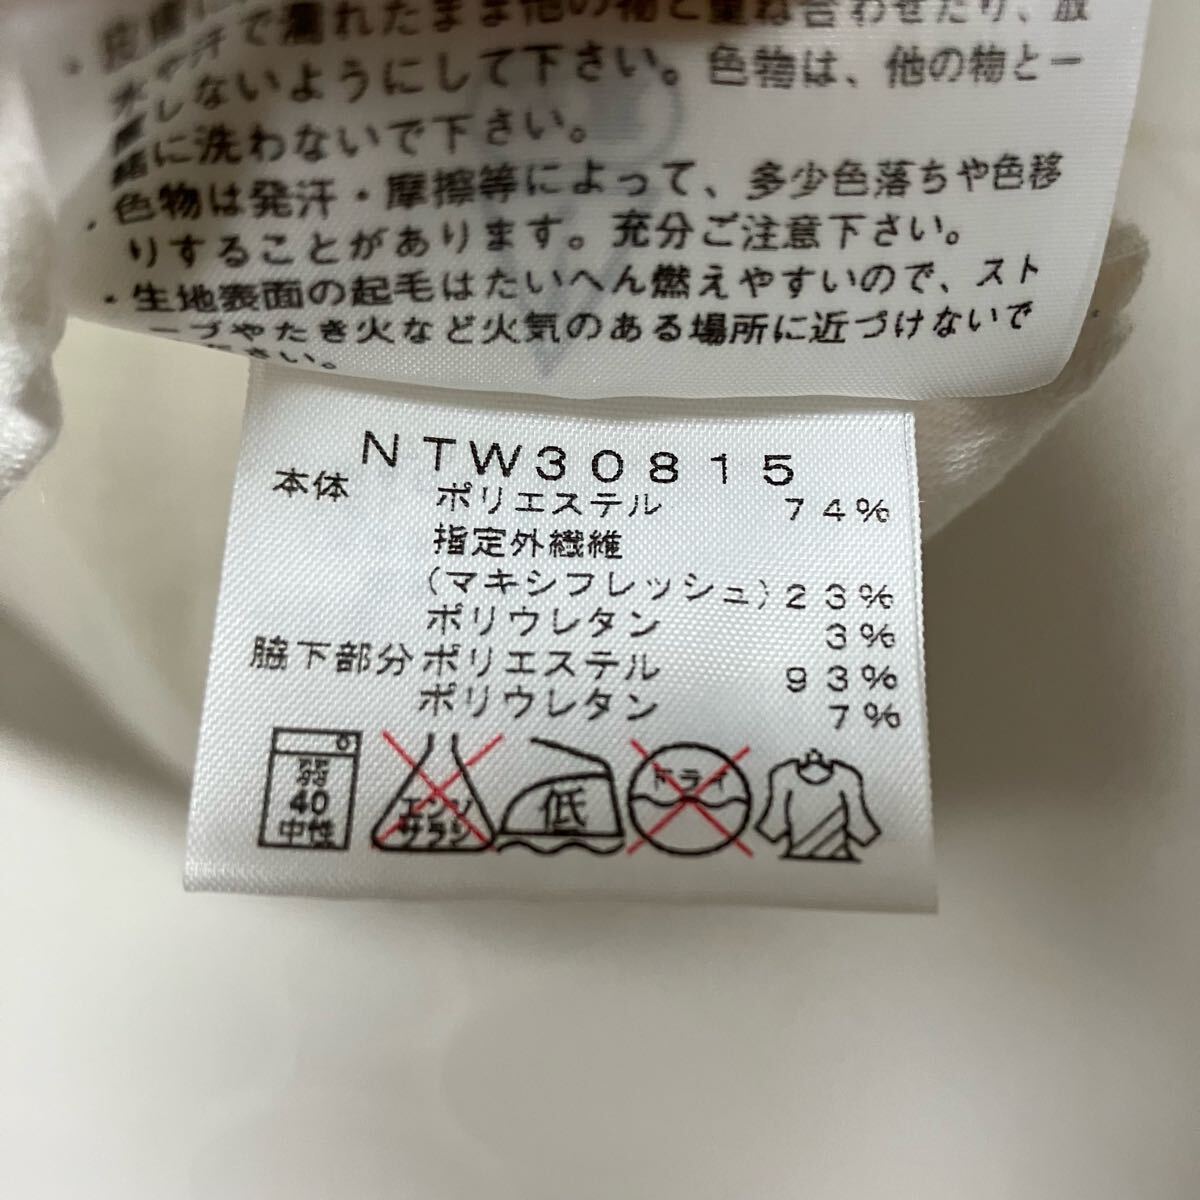 で濡れたまま他の物と重ね合わせたり、放
水や汗
しないようにして下さい。色物は、他の物と一
緒に洗わないで下さい。
・色物は発汗・摩擦等によって、多少色落ちや色移
りすることがあります。充分ご注意下さい。
・生地表面の起毛はたいへん燃えやすいので、スト
ーブやたき火など火気のある場所に近づけないで
さい。
NTW30815
本体 ポリエステル 74%
指定外繊維
(マキシフレッシュ) 23%
ポリウレタン 3%
脇下部分 ポリエステル 93%
ポリウレタン 7%
弱 40 中性
エンソ サラシ
低
ドライ